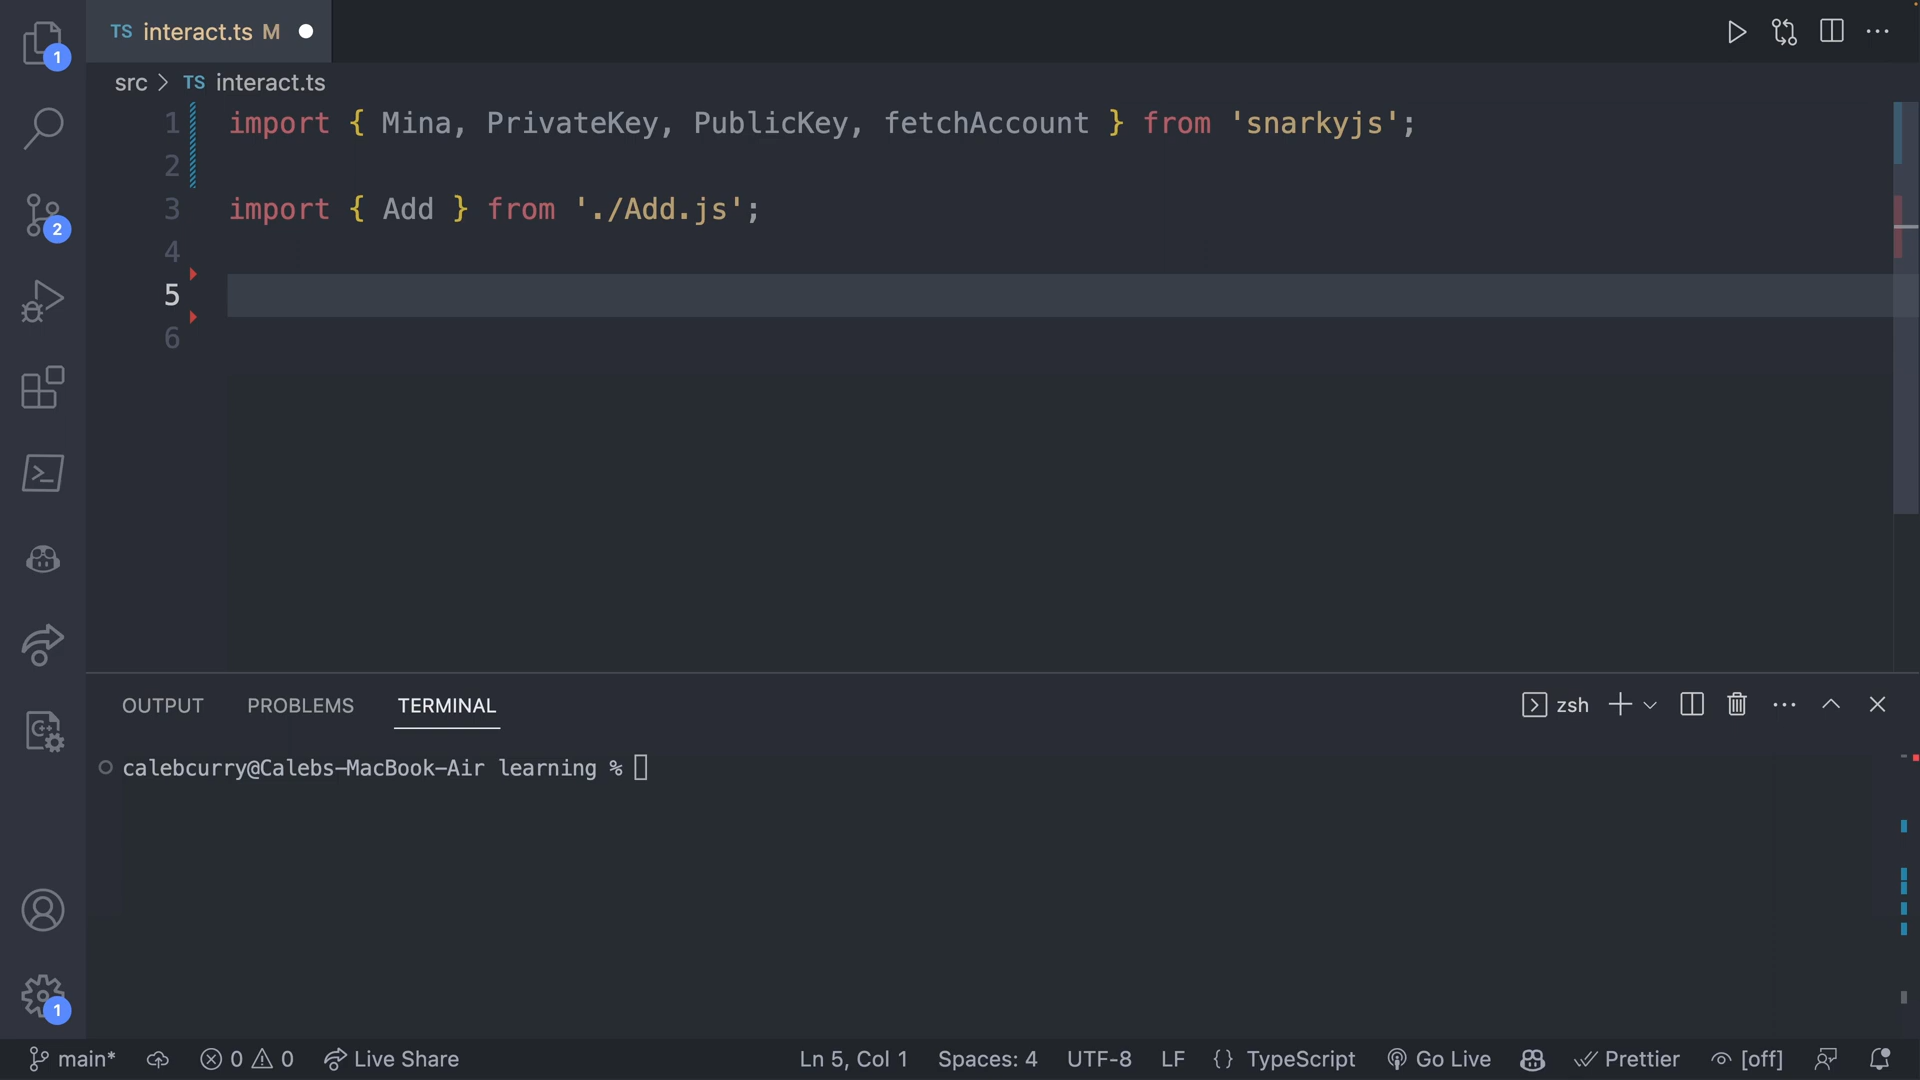 TS interact.ts M
1
src > TS interact.ts
1 import { Mina, PrivateKey, PublicKey, fetchAccount } from 'snarkyjs';
2
3 import { Add } from './Add.js';
2
4
5
6
OUTPUT PROBLEMS TERMINAL
zsh
calebcurry@Calebs-MacBook-Air learning %
1
main* 0 0 Live Share Ln 5, Col 1 Spaces: 4 UTF-8 LF {} TypeScript Go Live Prettier [off]